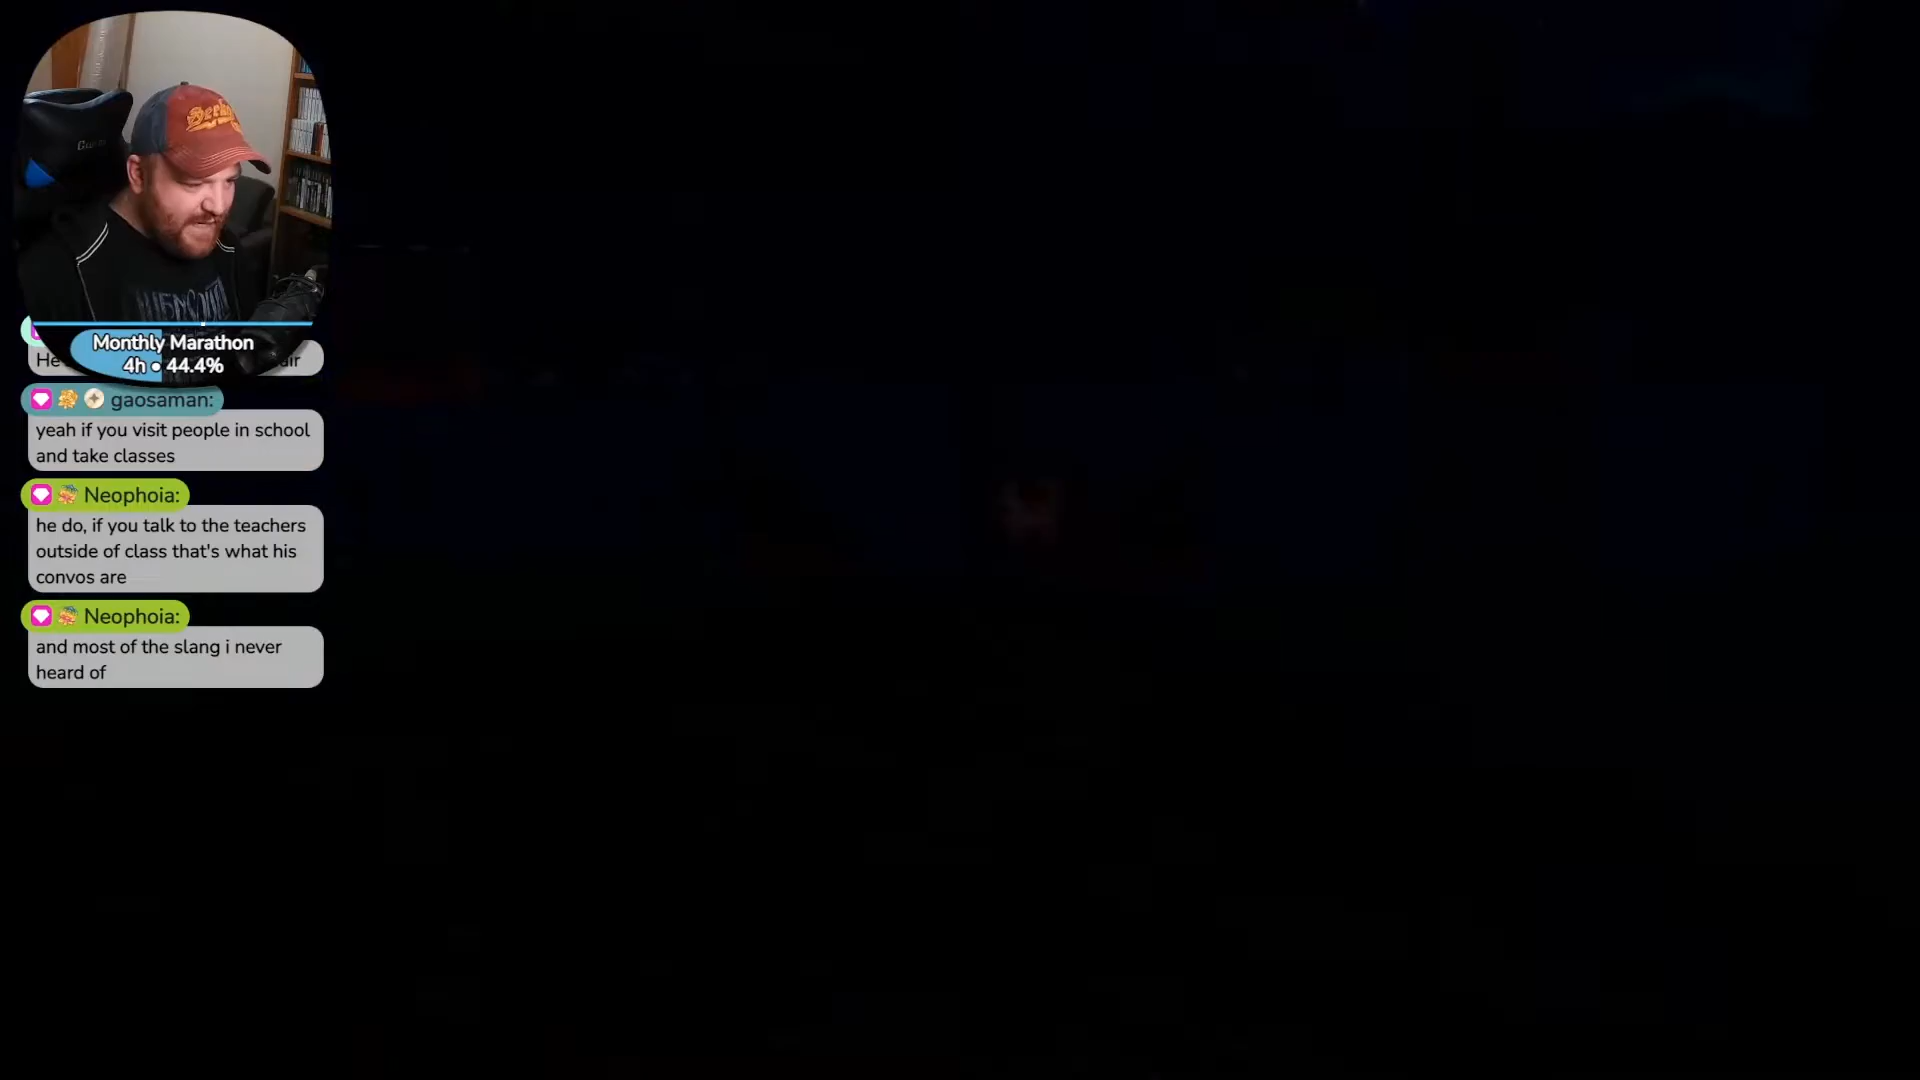 Monthly Marathon
4h • 44.4%
He
air
gaosaman:
yeah if you visit people in school
and take classes
Neophoia:
he do, if you talk to the teachers
outside of class that's what his
convos are
Neophoia:
and most of the slang i never
heard of